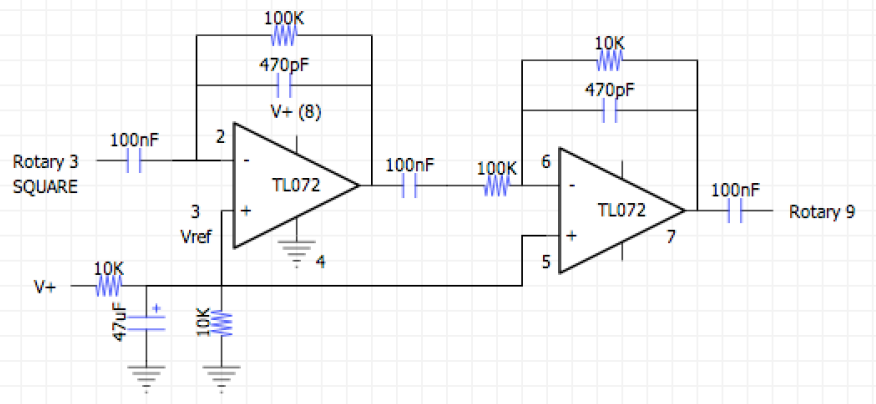 100K
10K
470pF
470pF
V+ (8)
100nF
2
100nF
100K
6
Rotary 3
SQUARE
-
TL072
-
100nF
3
+
TL072
Rotary 9
Vref
+
7
4
5
10K
V+
47uF
+
10K